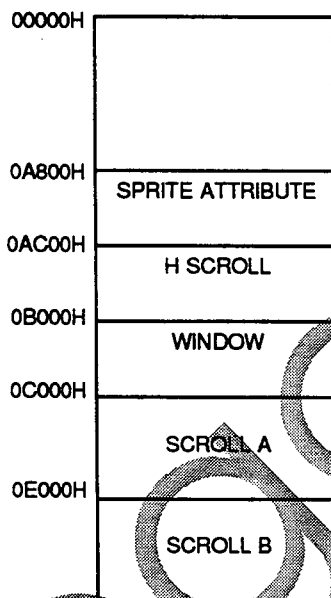 00000H
0A800H
SPRITE ATTRIBUTE
0AC00H
H SCROLL
0B000H
WINDOW
0C000H
SCROLL A
0E000H
SCROLL B